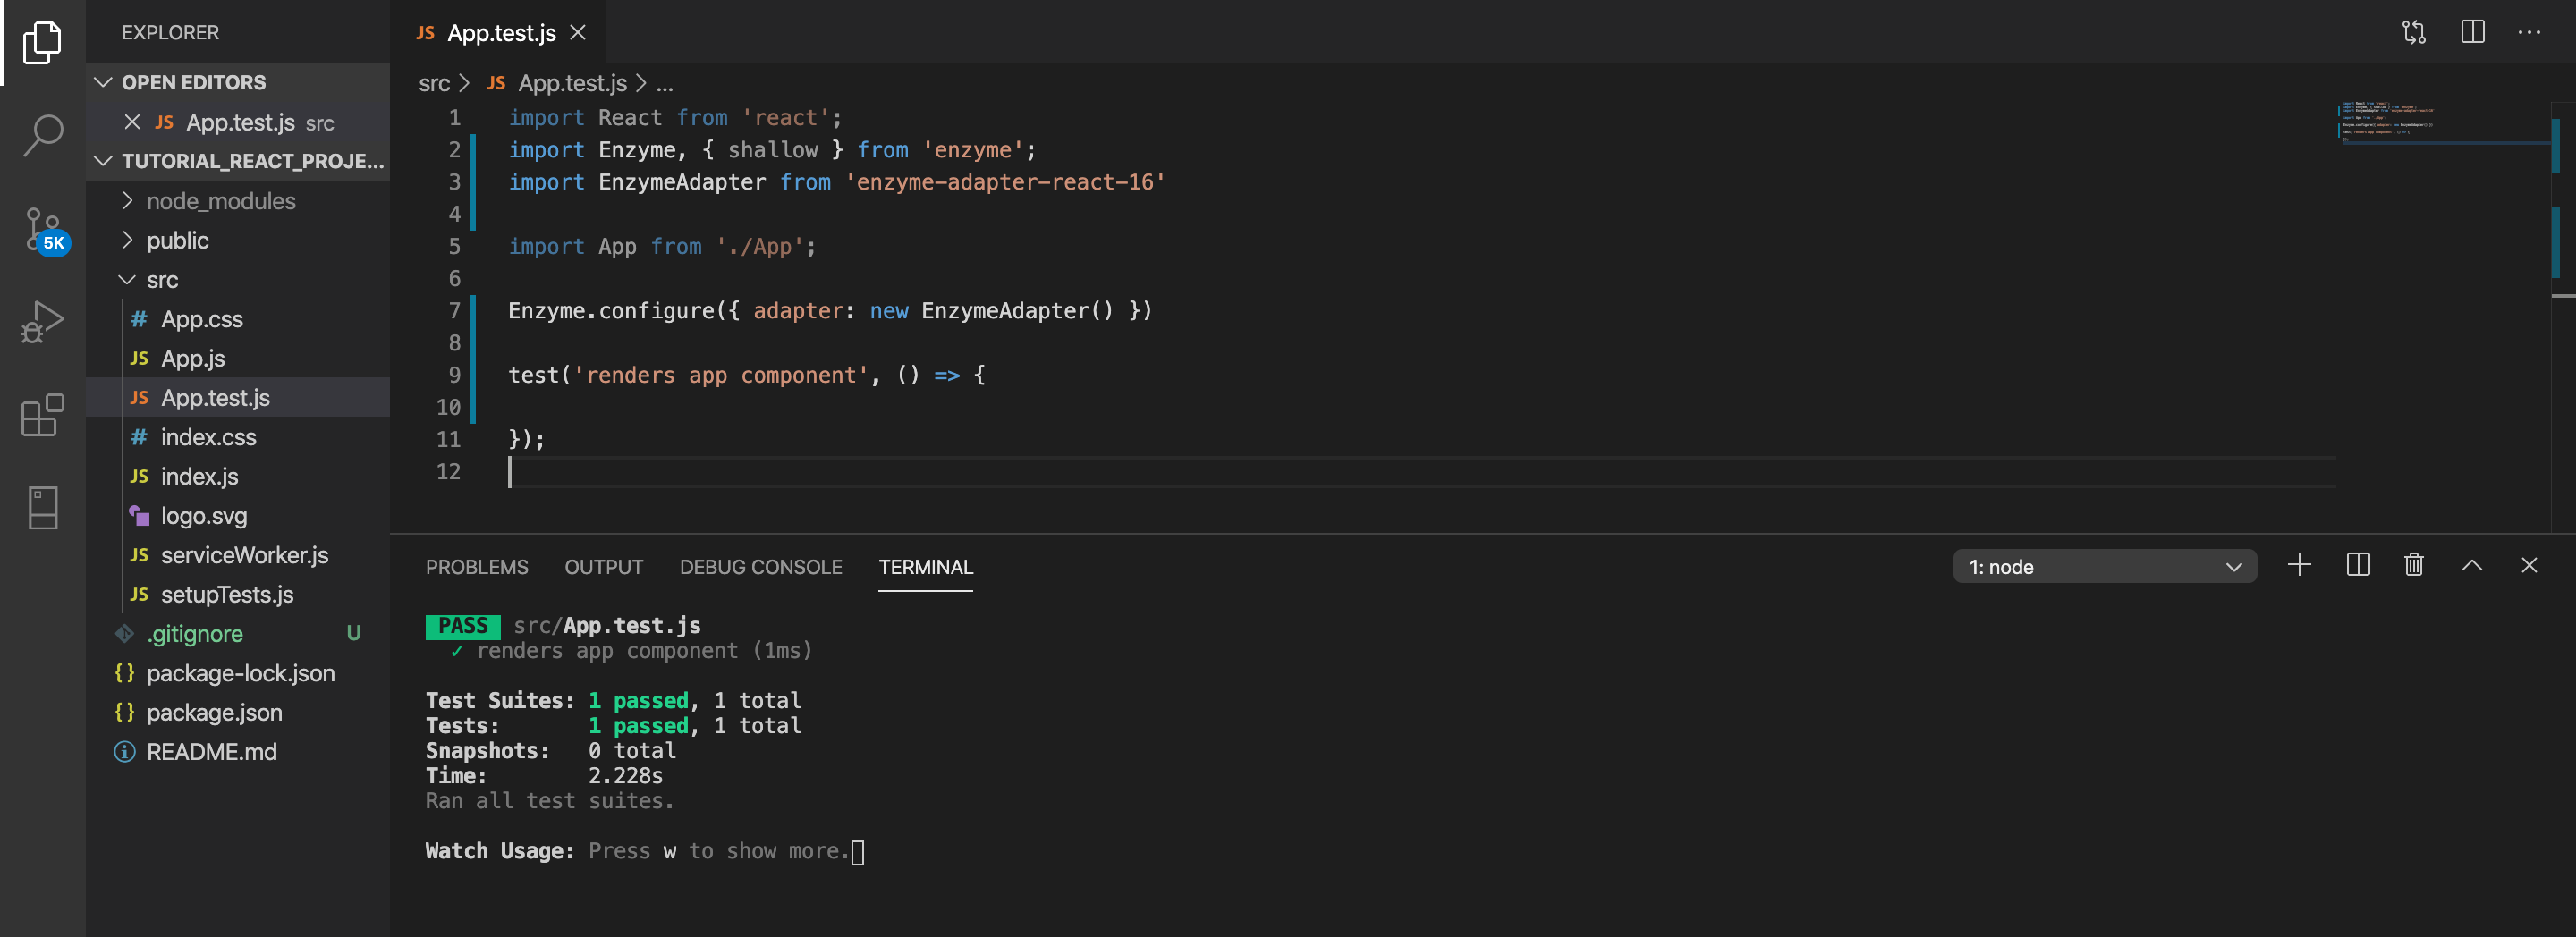 EXPLORER
OPEN EDITORS
JS App.test.js src
TUTORIAL_REACT_PROJE...
node_modules
public
src
# App.css
JS App.js
JS App.test.js
# index.css
JS index.js
logo.svg
JS serviceWorker.js
JS setupTests.js
.gitignore U
{} package-lock.json
{} package.json
README.md
5K
JS App.test.js
src > JS App.test.js > ...
1 import React from 'react';
2 import Enzyme, { shallow } from 'enzyme';
3 import EnzymeAdapter from 'enzyme-adapter-react-16'
4
5 import App from './App';
6
7 Enzyme.configure({ adapter: new EnzymeAdapter() })
8
9 test('renders app component', () => {
10
11 });
12
PROBLEMS OUTPUT DEBUG CONSOLE TERMINAL
1: node
PASS src/App.test.js
✓ renders app component (1ms)
Test Suites: 1 passed, 1 total
Tests: 1 passed, 1 total
Snapshots: 0 total
Time: 2.228s
Ran all test suites.
Watch Usage: Press w to show more.